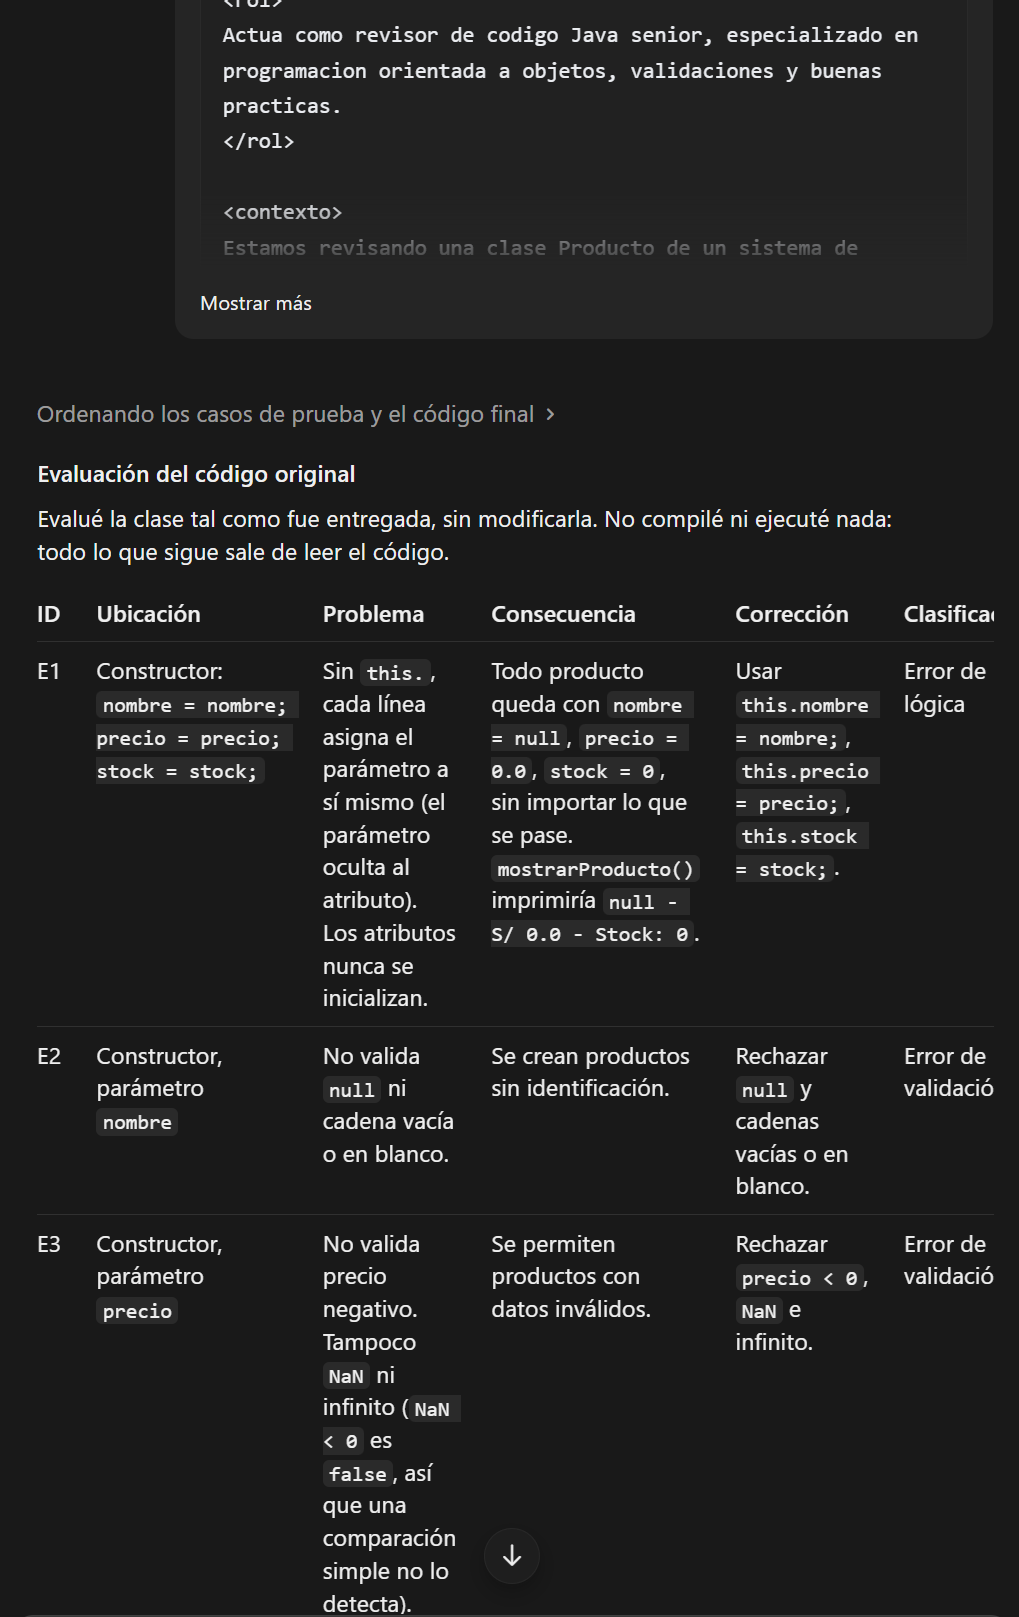 <rol>
Actua como revisor de codigo Java senior, especializado en
programacion orientada a objetos, validaciones y buenas
practicas.
</rol>
<contexto>
Estamos revisando una clase Producto de un sistema de
Mostrar más
Ordenando los casos de prueba y el código final >
Evaluación del código original
Evalué la clase tal como fue entregada, sin modificarla. No compilé ni ejecuté nada:
todo lo que sigue sale de leer el código.
ID Ubicación Problema Consecuencia Corrección Clasifica
E1
Constructor:
nombre = nombre;
precio = precio;
stock = stock;
Sin this.,
cada línea
asigna el
parámetro a
sí mismo (el
parámetro
oculta al
atributo).
Los atributos
nunca se
inicializan.
Todo producto
queda con nombre
= null, precio =
0.0, stock = 0,
sin importar lo que
se pase.
mostrarProducto()
imprimiría null -
S/ 0.0 - Stock: 0.
Usar
this.nombre
= nombre;,
this.precio
= precio;,
this.stock
= stock;.
Error de
lógica
E2
Constructor,
parámetro
nombre
No valida
null ni
cadena vacía
o en blanco.
Se crean productos
sin identificación.
Rechazar
null y
cadenas
vacías o en
blanco.
Error de
validació
E3
Constructor,
parámetro
precio
No valida
precio
negativo.
Tampoco
NaN ni
infinito (NaN
< 0 es
false, así
que una
comparación
simple no lo
detecta).
Se permiten
productos con
datos inválidos.
Rechazar
precio < 0,
NaN e
infinito.
Error de
validació